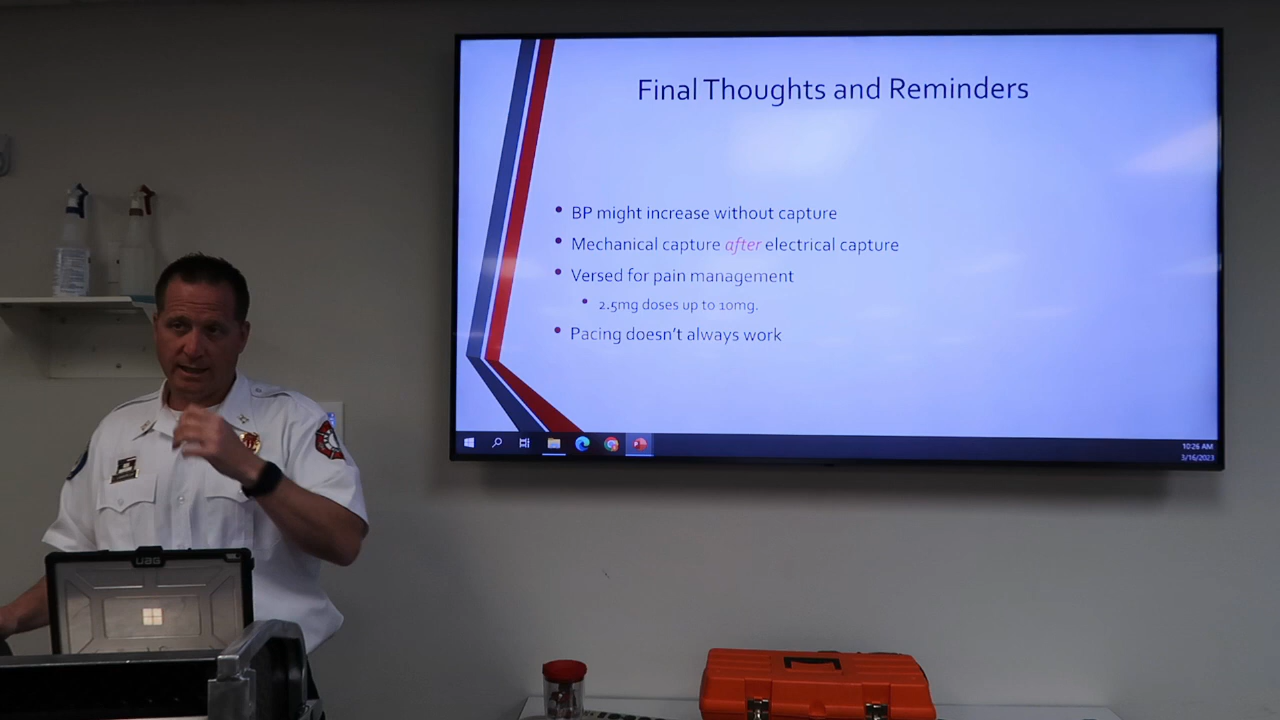 Final Thoughts and Reminders
• BP might increase without capture
• Mechanical capture after electrical capture
• Versed for pain management
• 2.5mg doses up to 10mg.
• Pacing doesn't always work
10:26 AM
3/16/2023
UAG